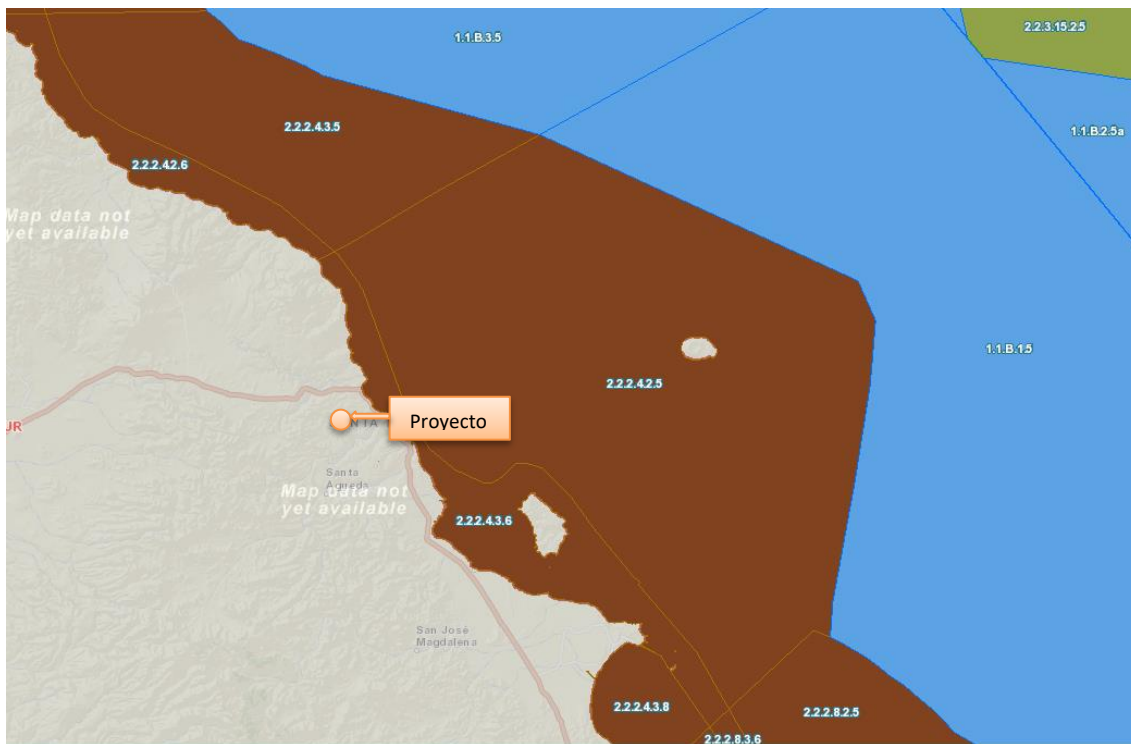 1.1.B.3.5
2.2.3.15.2.5
2.2.2.4.3.5
1.1.B.2.5a
2.2.2.4.2.6
Map data not
yet available
1.1.B.1.5
2.2.2.4.2.5
Proyecto
UR
NTA
Santa
Águeda
Map data not
yet available
2.2.2.4.3.6
San José
Magdalena
2.2.2.4.3.8
2.2.2.8.2.5
2.2.2.8.3.6